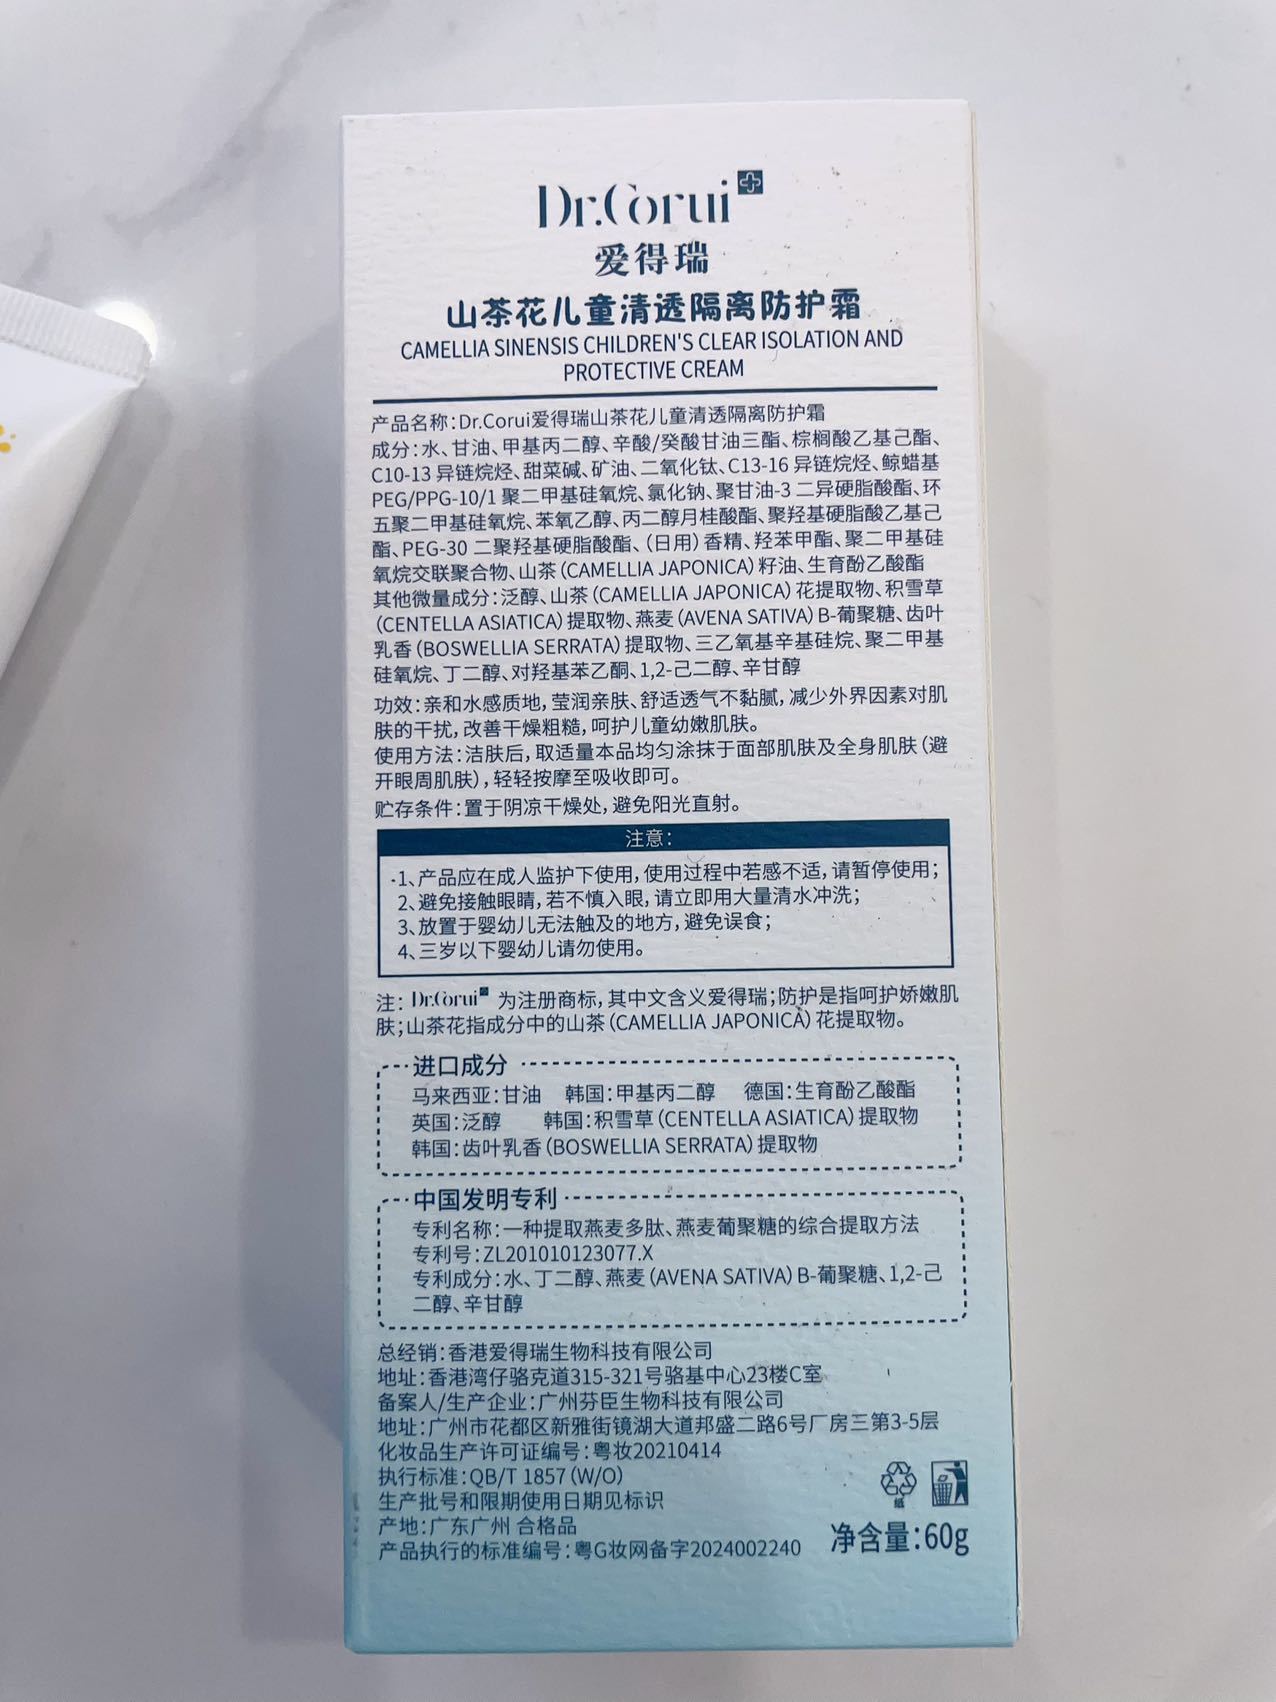 Dr.Corui
爱得瑞
山茶花儿童清透隔离防护霜
CAMELLIA SINENSIS CHILDREN'S CLEAR ISOLATION AND
PROTECTIVE CREAM
产品名称:Dr.Corui爱得瑞山茶花儿童清透隔离防护霜
成分:水、甘油、甲基丙二醇、辛酸/癸酸甘油三酯、棕榈酸乙基己酯、
C10-13 异链烷烃、甜菜碱、矿油、二氧化钛、C13-16 异链烷烃、鲸蜡基
PEG/PPG-10/1 聚二甲基硅氧烷、氯化钠、聚甘油-3 二异硬脂酸酯、环
五聚二甲基硅氧烷、苯氧乙醇、丙二醇月桂酸酯、聚羟基硬脂酸乙基己
酯、PEG-30 二聚羟基硬脂酸酯、(日用)香精、羟苯甲酯、聚二甲基硅
氧烷交联聚合物、山茶(CAMELLIA JAPONICA)籽油、生育酚乙酸酯
其他微量成分:泛醇、山茶(CAMELLIA JAPONICA)花提取物、积雪草
(CENTELLA ASIATICA)提取物、燕麦(AVENA SATIVA)B-葡聚糖、齿叶
乳香(BOSWELLIA SERRATA)提取物、三乙氧基辛基硅烷、聚二甲基
硅氧烷、丁二醇、对羟基苯乙酮、1,2-己二醇、辛甘醇
功效:亲和水感质地,莹润亲肤、舒适透气不黏腻,减少外界因素对肌
肤的干扰,改善干燥粗糙,呵护儿童幼嫩肌肤。
使用方法:洁肤后,取适量本品均匀涂抹于面部肌肤及全身肌肤(避
开眼周肌肤),轻轻按摩至吸收即可。
贮存条件:置于阴凉干燥处,避免阳光直射。
注意:
1、产品应在成人监护下使用,使用过程中若感不适,请暂停使用;
2、避免接触眼睛,若不慎入眼,请立即用大量清水冲洗;
3、放置于婴幼儿无法触及的地方,避免误食;
4、三岁以下婴幼儿请勿使用。
注: Dr.Corui 为注册商标,其中文含义爱得瑞;防护是指呵护娇嫩肌
肤;山茶花指成分中的山茶(CAMELLIA JAPONICA)花提取物。
进口成分
马来西亚:甘油 韩国:甲基丙二醇 德国:生育酚乙酸酯
英国:泛醇 韩国:积雪草(CENTELLA ASIATICA)提取物
韩国:齿叶乳香(BOSWELLIA SERRATA)提取物
中国发明专利
专利名称:一种提取燕麦多肽、燕麦葡聚糖的综合提取方法
专利号:ZL201010123077.X
专利成分:水、丁二醇、燕麦(AVENA SATIVA)B-葡聚糖、1,2-己
二醇、辛甘醇
总经销:香港爱得瑞生物科技有限公司
地址:香港湾仔骆克道315-321号骆基中心23楼C室
备案人/生产企业:广州芬臣生物科技有限公司
地址:广州市花都区新雅街镜湖大道邦盛二路6号厂房三第3-5层
化妆品生产许可证编号:粤妆20210414
执行标准:QB/T 1857(W/O)
生产批号和限期使用日期见标识
产地:广东广州 合格品
产品执行的标准编号:粤G妆网备字2024002240
纸
净含量:60g